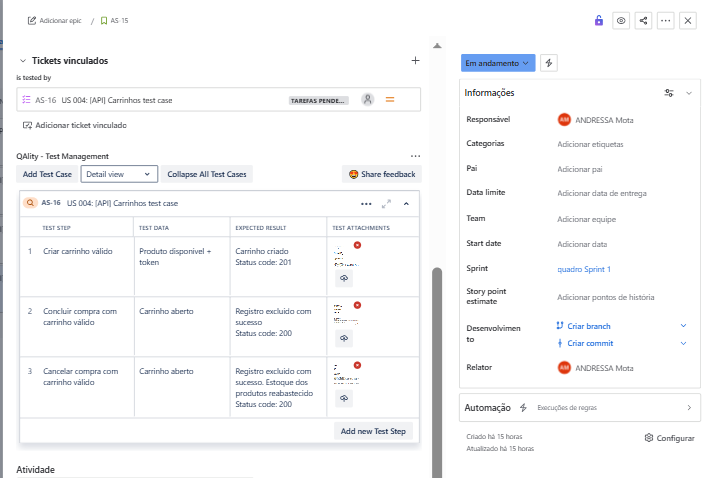 Adicionar epic / AS-15
Tickets vinculados
is tested by
AS-16 US 004: [API] Carrinhos test case TAREFAS PENDE...
Adicionar ticket vinculado
QAlity - Test Management
Add Test Case Detail view Collapse All Test Cases Share feedback
AS-16 US 004: [API] Carrinhos test case
TEST STEP TEST DATA EXPECTED RESULT TEST ATTACHMENTS
1 Criar carrinho válido Produto disponível + token Carrinho criado
Status code: 201
2 Concluir compra com carrinho válido Carrinho aberto Registro excluído com sucesso
Status code: 200
3 Cancelar compra com carrinho válido Carrinho aberto Registro excluído com sucesso. Estoque dos produtos reabastecido
Status code: 200
Add new Test Step
Atividade
Em andamento
Informações
Responsável AM ANDRESSA Mota
Categorias Adicionar etiquetas
Pai Adicionar pai
Data limite Adicionar data de entrega
Team Adicionar equipe
Start date Adicionar data
Sprint quadro Sprint 1
Story point estimate Adicionar pontos de história
Desenvolvimento Criar branch
Criar commit
Relator AM ANDRESSA Mota
Automação Execuções de regras
Criado há 15 horas
Atualizado há 15 horas
Configurar